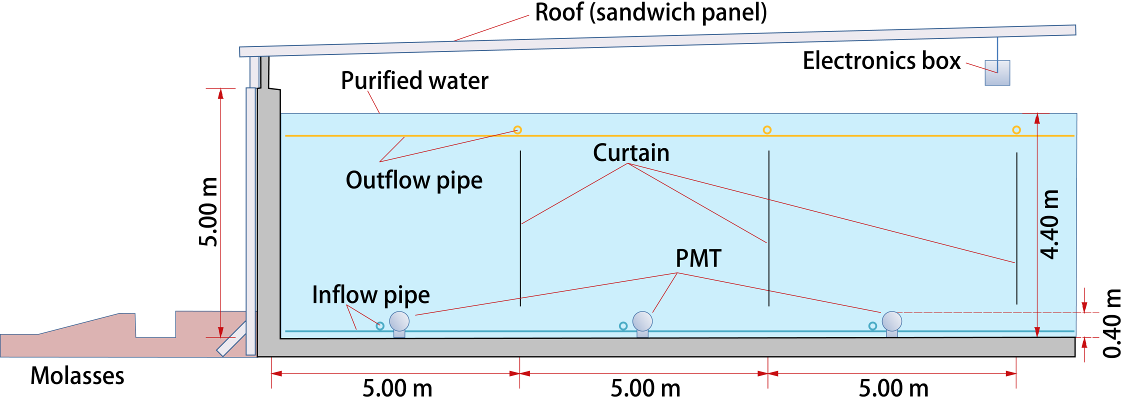 Roof (sandwich panel)
Electronics box
Purified water
Curtain
Outflow pipe
5.00 m
4.40 m
PMT
Inflow pipe
0.40 m
Molasses
5.00 m
5.00 m
5.00 m